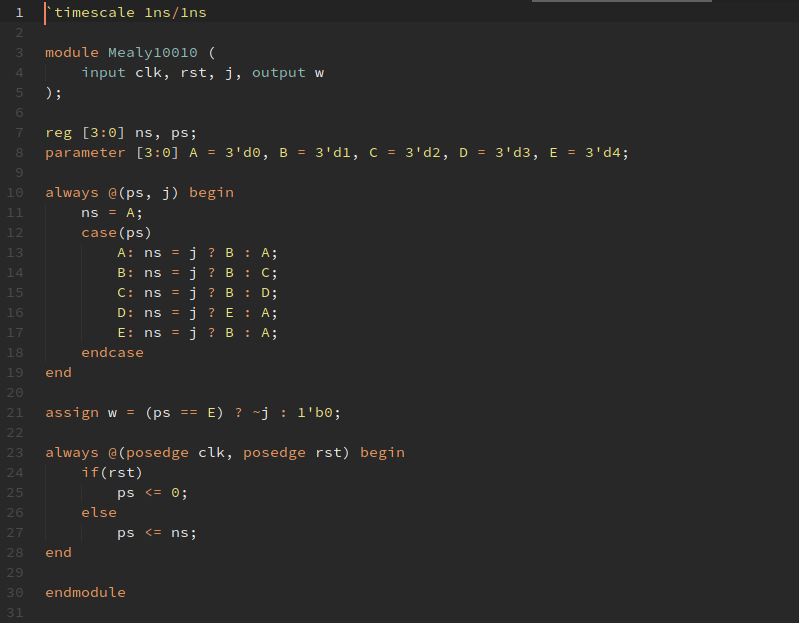 1 `timescale 1ns/1ns
2
3 module Mealy10010 (
4     input clk, rst, j, output w
5 );
6
7 reg [3:0] ns, ps;
8 parameter [3:0] A = 3'd0, B = 3'd1, C = 3'd2, D = 3'd3, E = 3'd4;
9
10 always @(ps, j) begin
11     ns = A;
12     case(ps)
13         A: ns = j ? B : A;
14         B: ns = j ? B : C;
15         C: ns = j ? B : D;
16         D: ns = j ? E : A;
17         E: ns = j ? B : A;
18     endcase
19 end
20
21 assign w = (ps == E) ? ~j : 1'b0;
22
23 always @(posedge clk, posedge rst) begin
24     if(rst)
25         ps <= 0;
26     else
27         ps <= ns;
28 end
29
30 endmodule
31